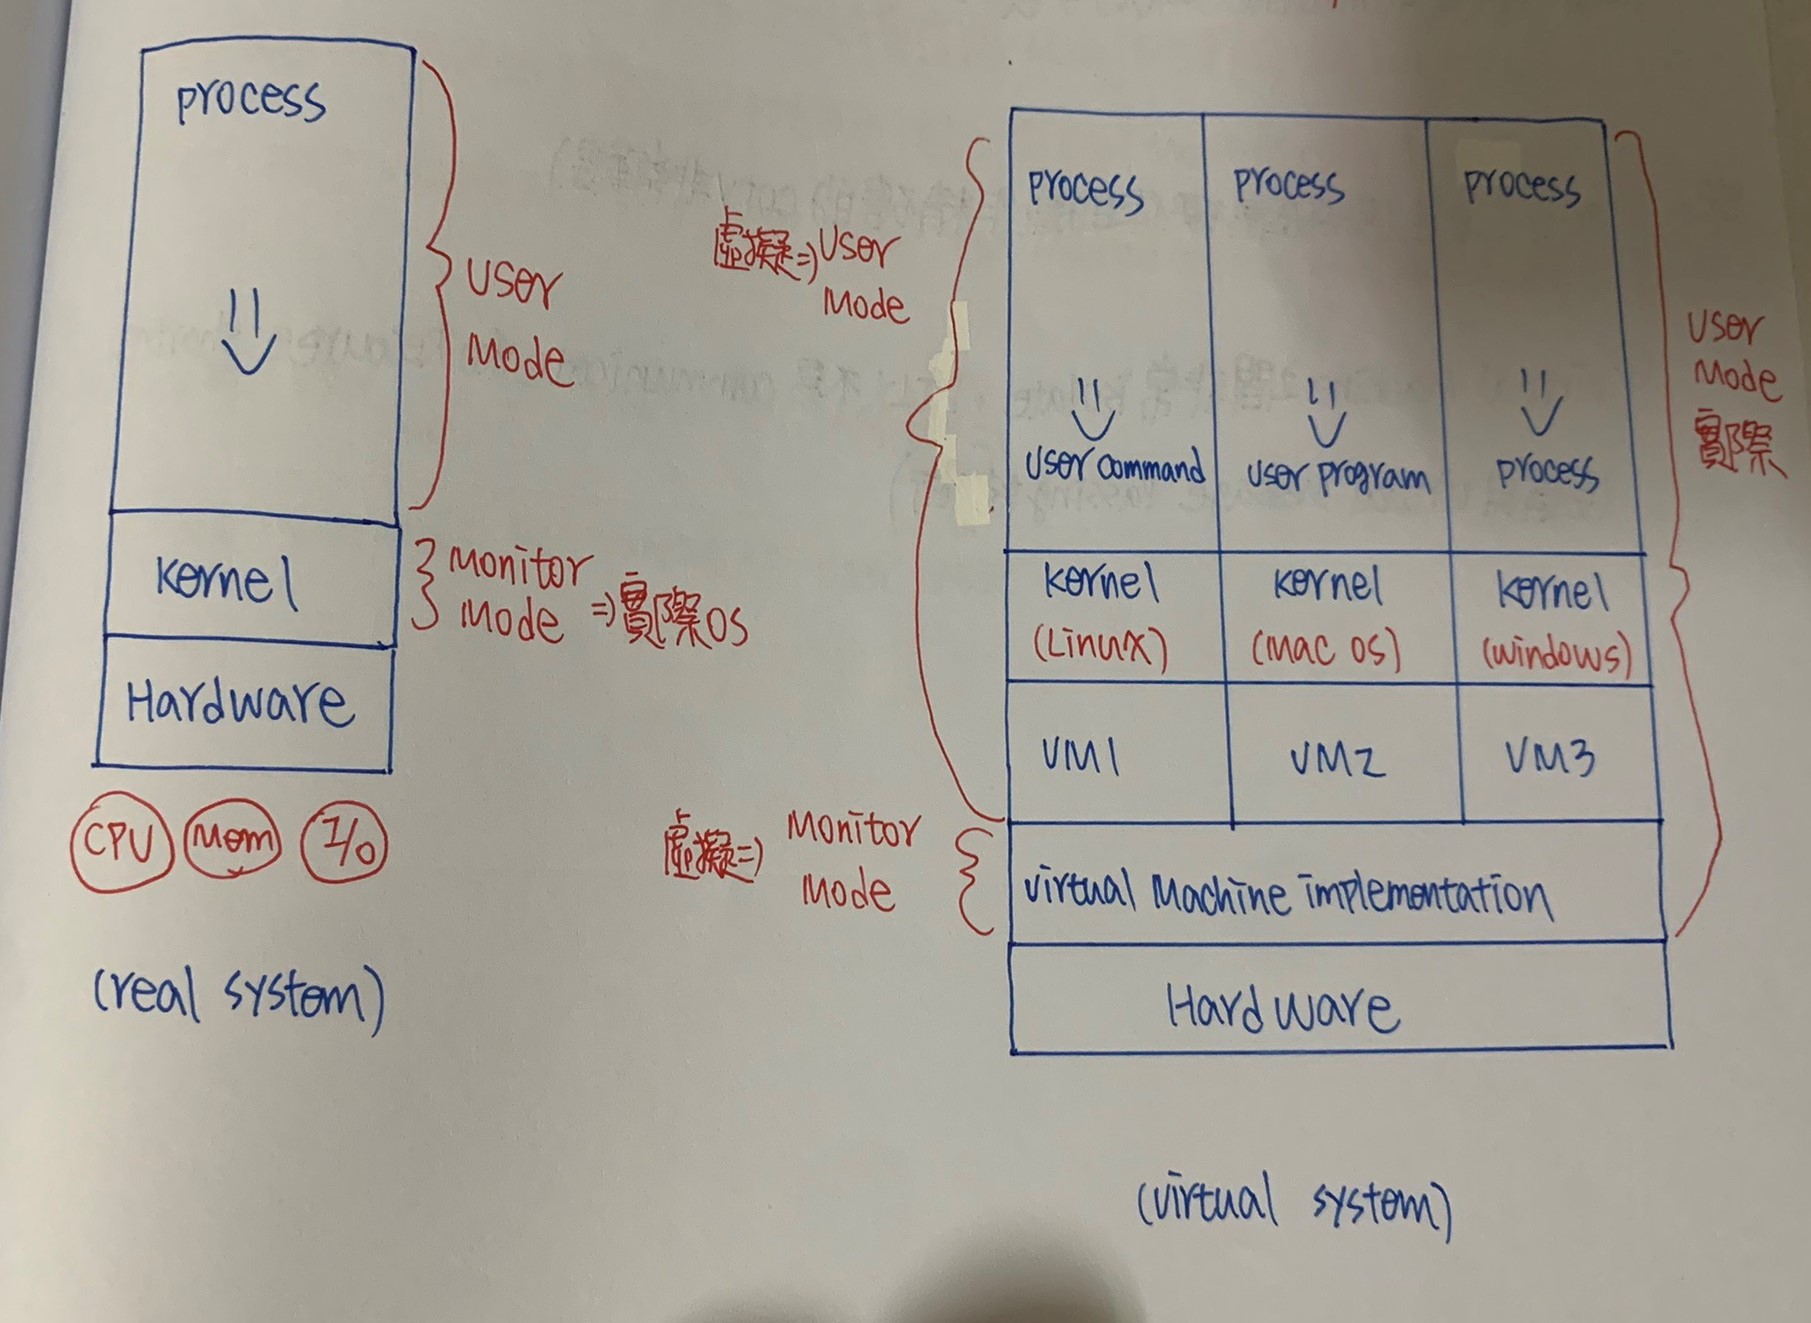 process
User
Mode
kernel
Monitor
Mode ⇒實際OS
Hardware
CPU
Mem
I/O
(real system)
process
process
process
虛擬⇒User
Mode
User
Mode
實際
user command
user program
process
kernel
(Linux)
kernel
(Mac OS)
kernel
(windows)
VM1
VM2
VM3
虛擬⇒ Monitor
Mode
virtual Machine implementation
Hardware
(virtual system)